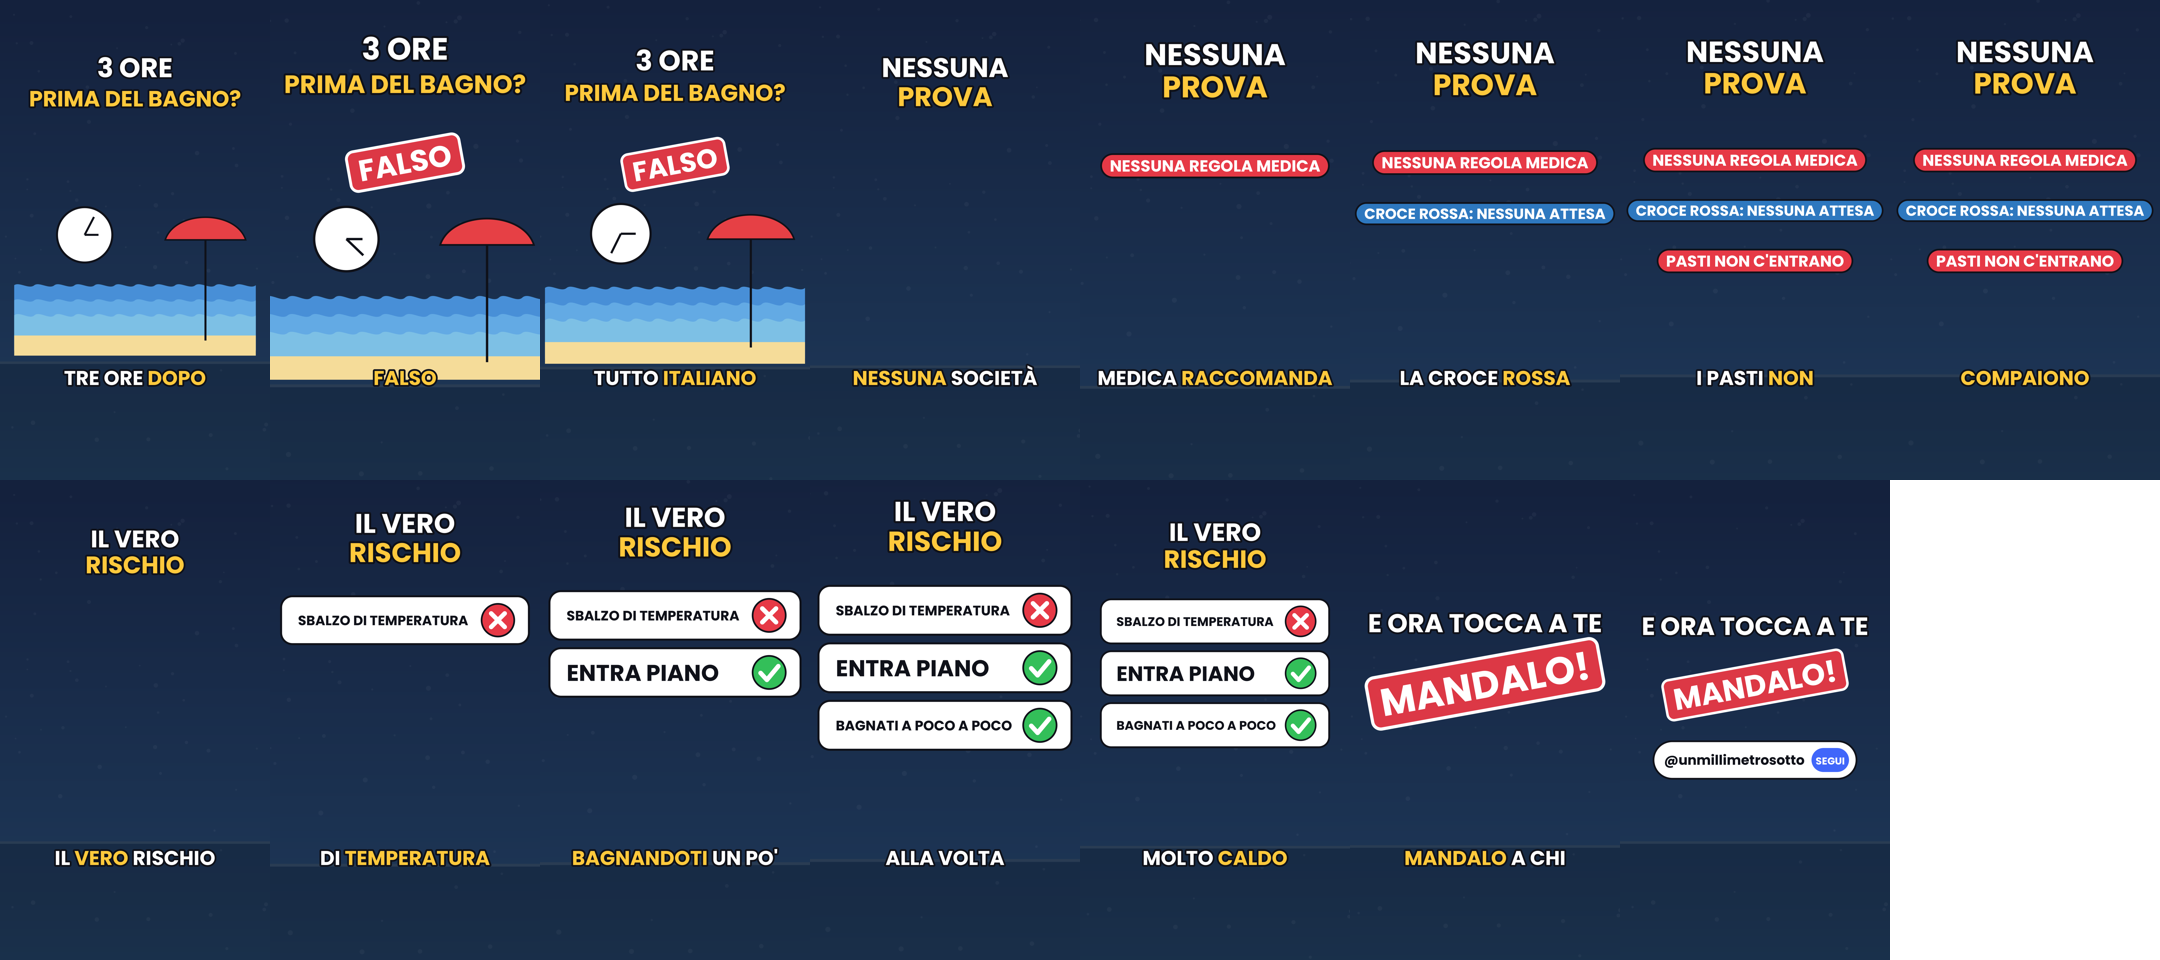 3 ORE
PRIMA DEL BAGNO?
TRE ORE DOPO
3 ORE
PRIMA DEL BAGNO?
FALSO
FALSO
3 ORE
PRIMA DEL BAGNO?
FALSO
TUTTO ITALIANO
NESSUNA
PROVA
NESSUNA SOCIETÀ
NESSUNA
PROVA
NESSUNA REGOLA MEDICA
MEDICA RACCOMANDA
NESSUNA
PROVA
NESSUNA REGOLA MEDICA
CROCE ROSSA: NESSUNA ATTESA
LA CROCE ROSSA
NESSUNA
PROVA
NESSUNA REGOLA MEDICA
CROCE ROSSA: NESSUNA ATTESA
PASTI NON C'ENTRANO
I PASTI NON
NESSUNA
PROVA
NESSUNA REGOLA MEDICA
CROCE ROSSA: NESSUNA ATTESA
PASTI NON C'ENTRANO
COMPAIONO
IL VERO
RISCHIO
IL VERO RISCHIO
IL VERO
RISCHIO
SBALZO DI TEMPERATURA
DI TEMPERATURA
IL VERO
RISCHIO
SBALZO DI TEMPERATURA
ENTRA PIANO
BAGNANDOTI UN PO'
IL VERO
RISCHIO
SBALZO DI TEMPERATURA
ENTRA PIANO
BAGNATI A POCO A POCO
ALLA VOLTA
IL VERO
RISCHIO
SBALZO DI TEMPERATURA
ENTRA PIANO
BAGNATI A POCO A POCO
MOLTO CALDO
E ORA TOCCA A TE
MANDALO!
MANDALO A CHI
E ORA TOCCA A TE
MANDALO!
@unmillimetrosotto SEGUI